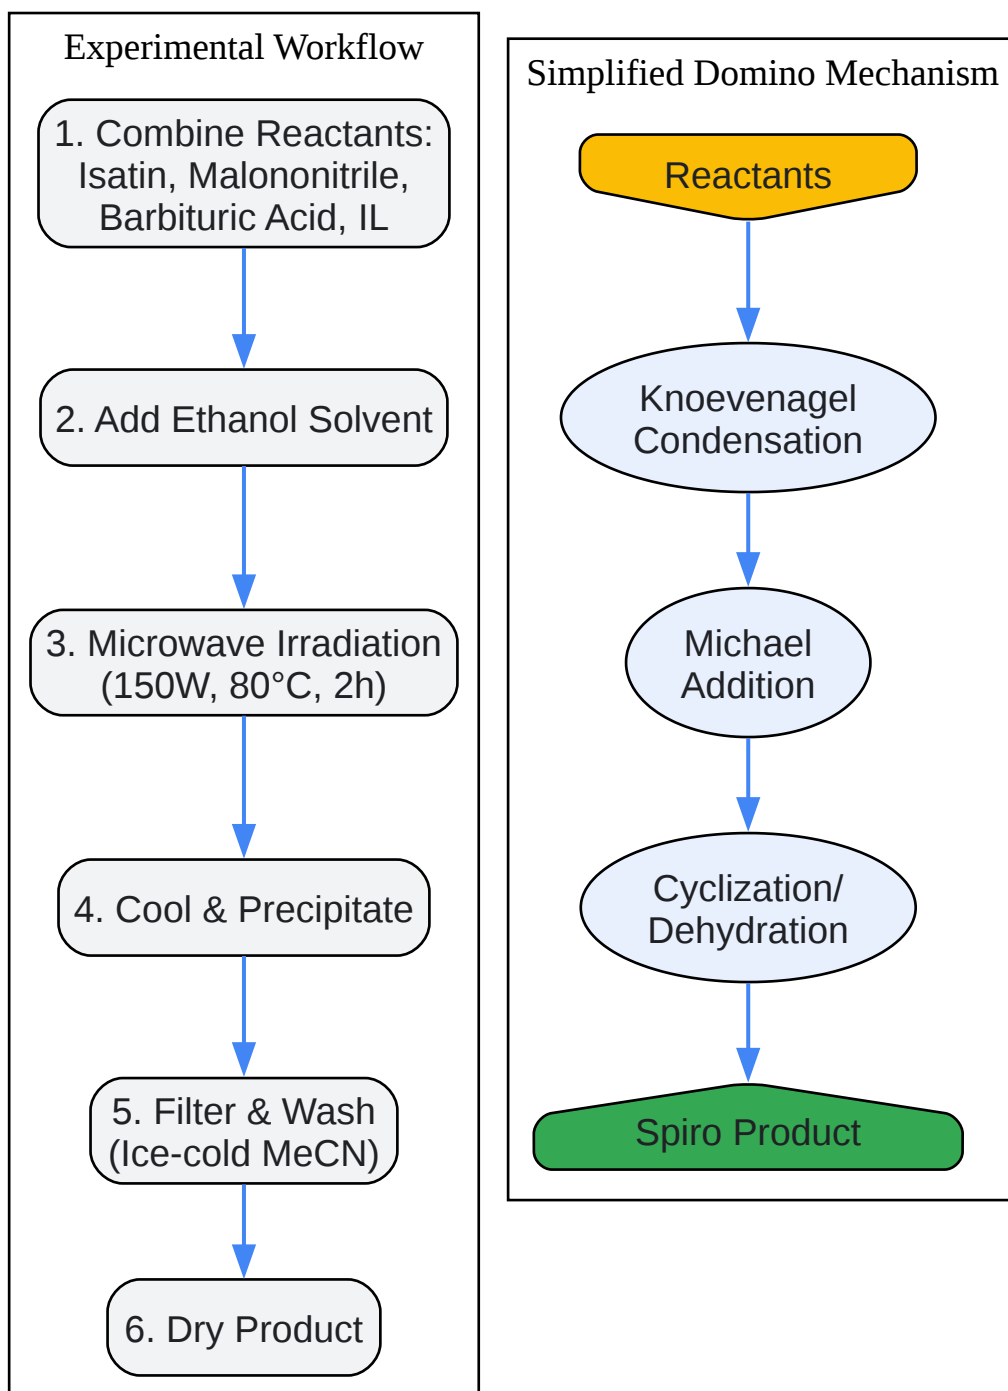 Experimental Workflow
1. Combine Reactants:
Isatin, Malononitrile,
Barbituric Acid, IL
2. Add Ethanol Solvent
3. Microwave Irradiation
(150W, 80°C, 2h)
4. Cool & Precipitate
5. Filter & Wash
(Ice-cold MeCN)
6. Dry Product
Simplified Domino Mechanism
Reactants
Knoevenagel
Condensation
Michael
Addition
Cyclization/
Dehydration
Spiro Product